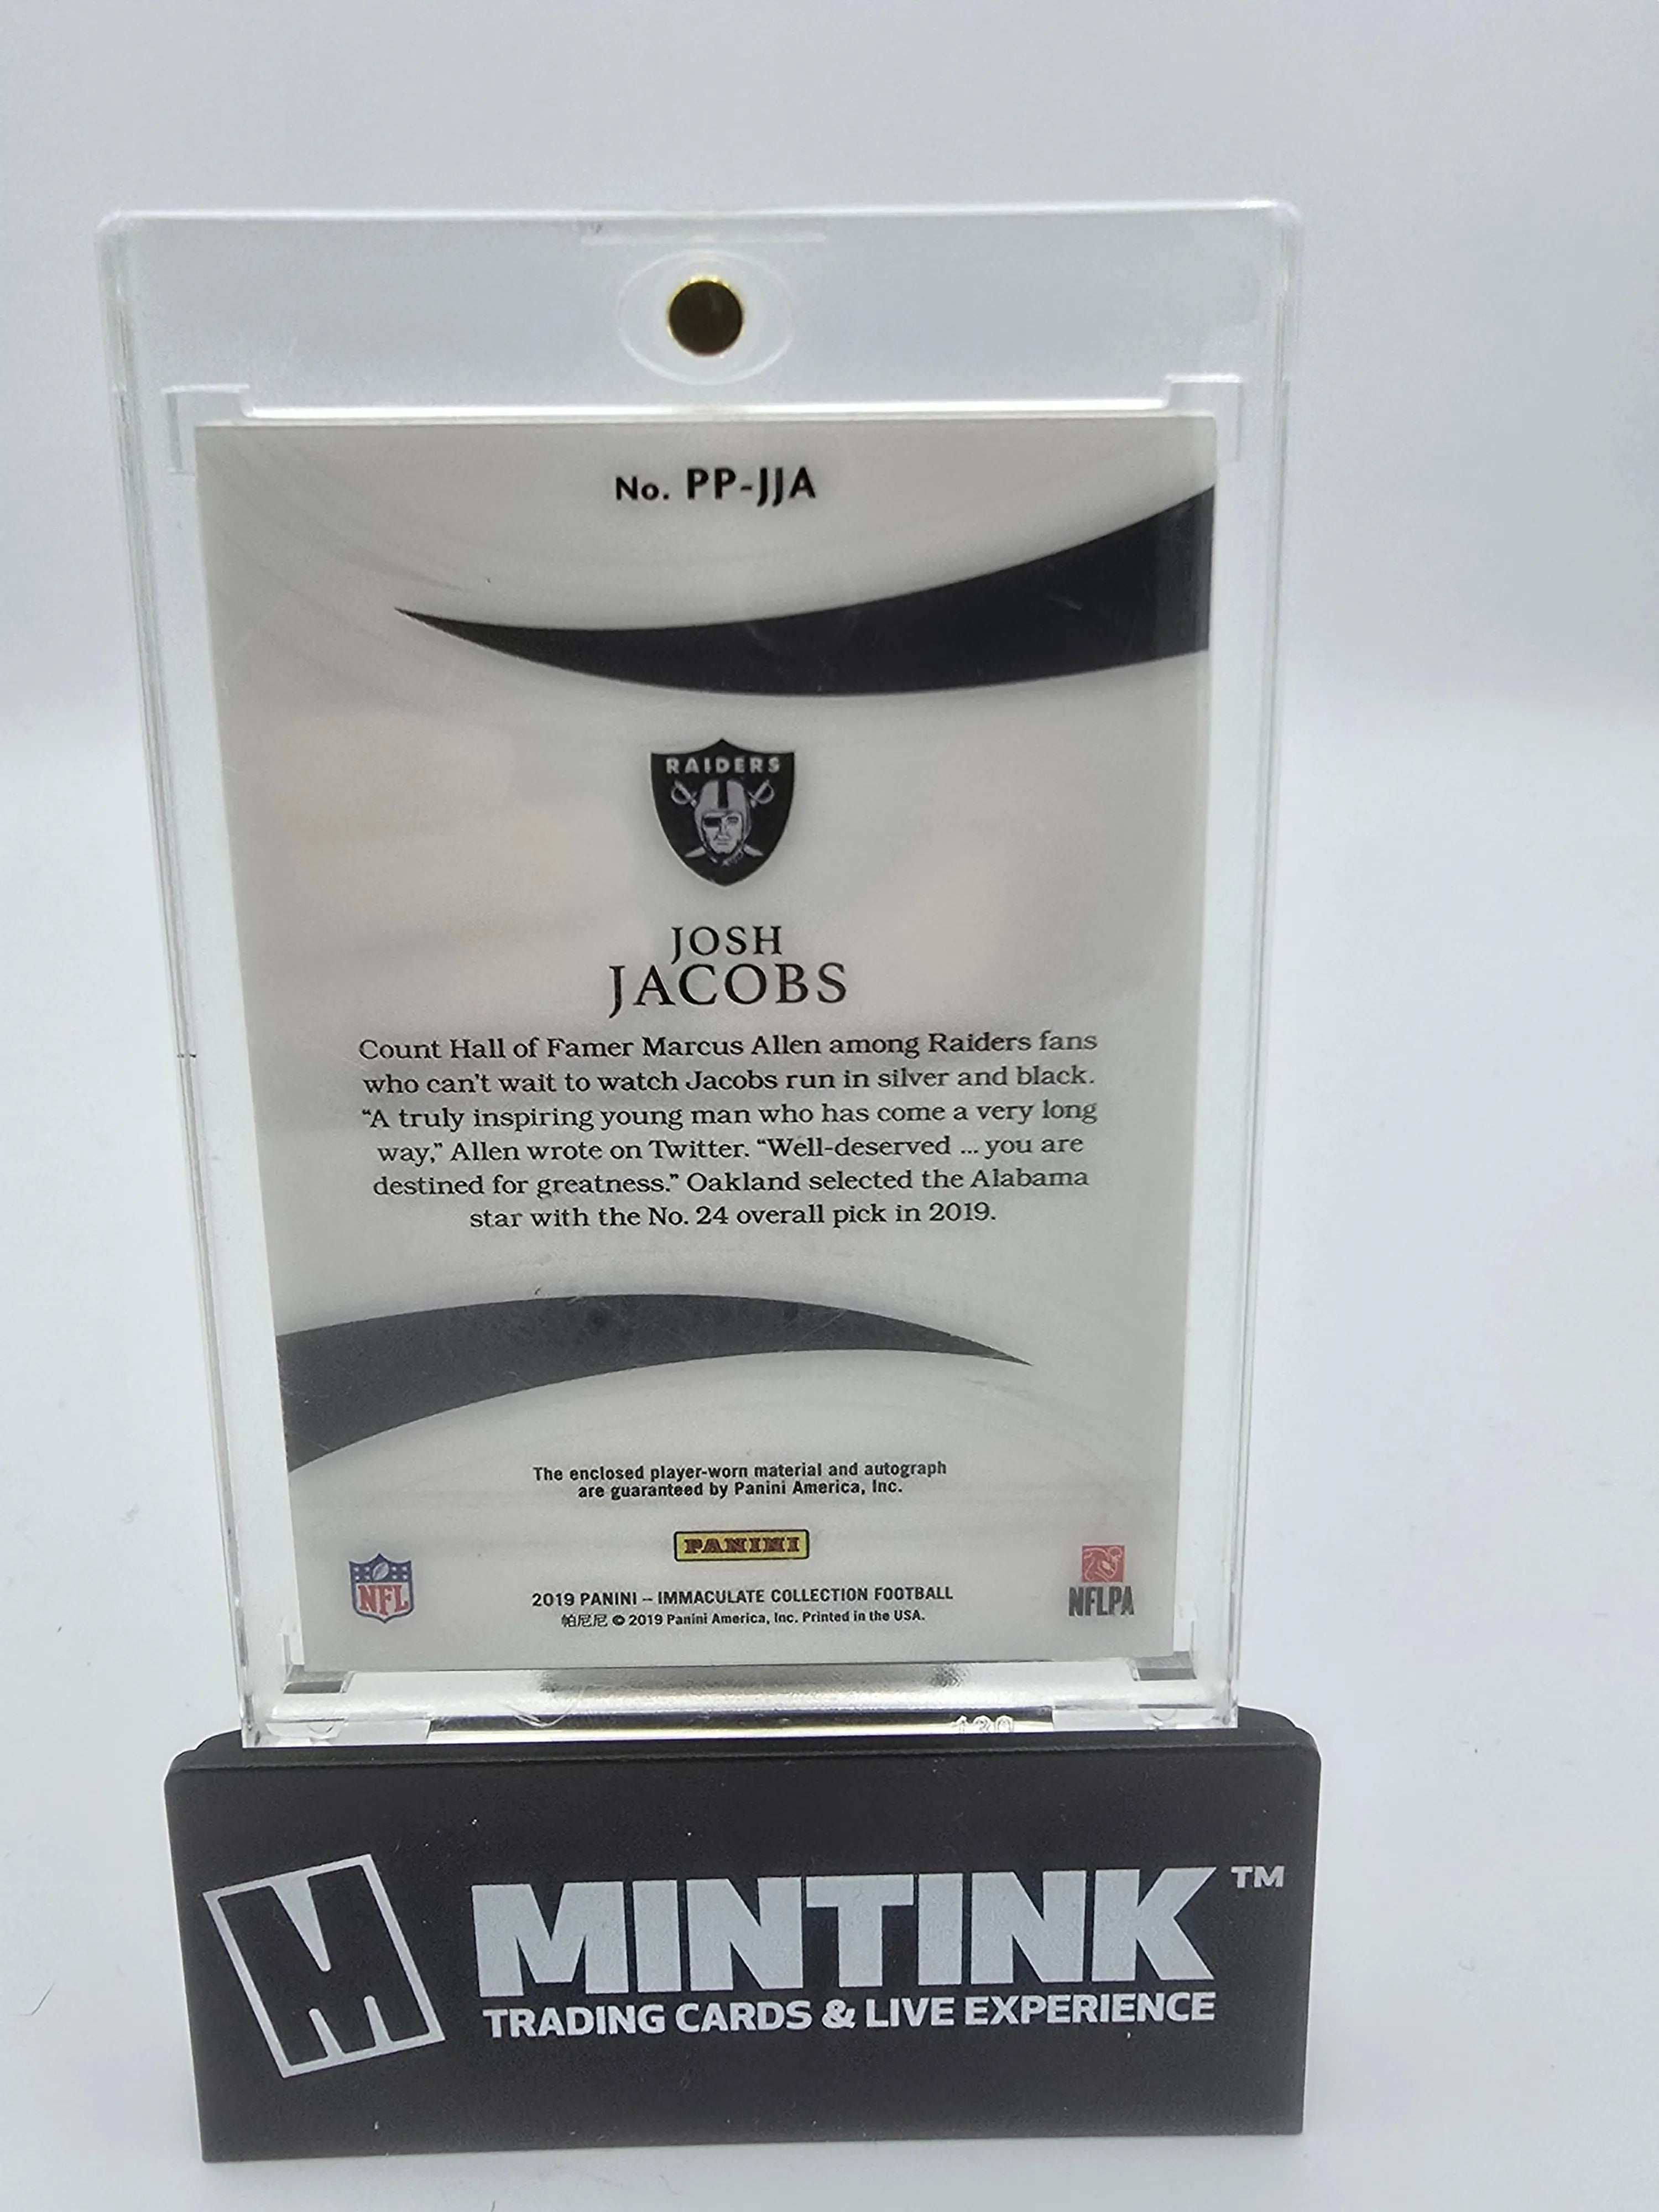 No. PP-JJA
RAIDERS
JOSH
JACOBS
Count Hall of Famer Marcus Allen among Raiders fans
who can't wait to watch Jacobs run in silver and black.
“A truly inspiring young man who has come a very long
way,” Allen wrote on Twitter. “Well-deserved ... you are
destined for greatness.” Oakland selected the Alabama
star with the No. 24 overall pick in 2019.
The enclosed player-worn material and autograph
are guaranteed by Panini America, Inc.
PANINI
NFL
NFLPA
2019 PANINI – IMMACULATE COLLECTION FOOTBALL
帕尼尼 © 2019 Panini America, Inc. Printed in the USA.
130
M MINTINK™
TRADING CARDS & LIVE EXPERIENCE